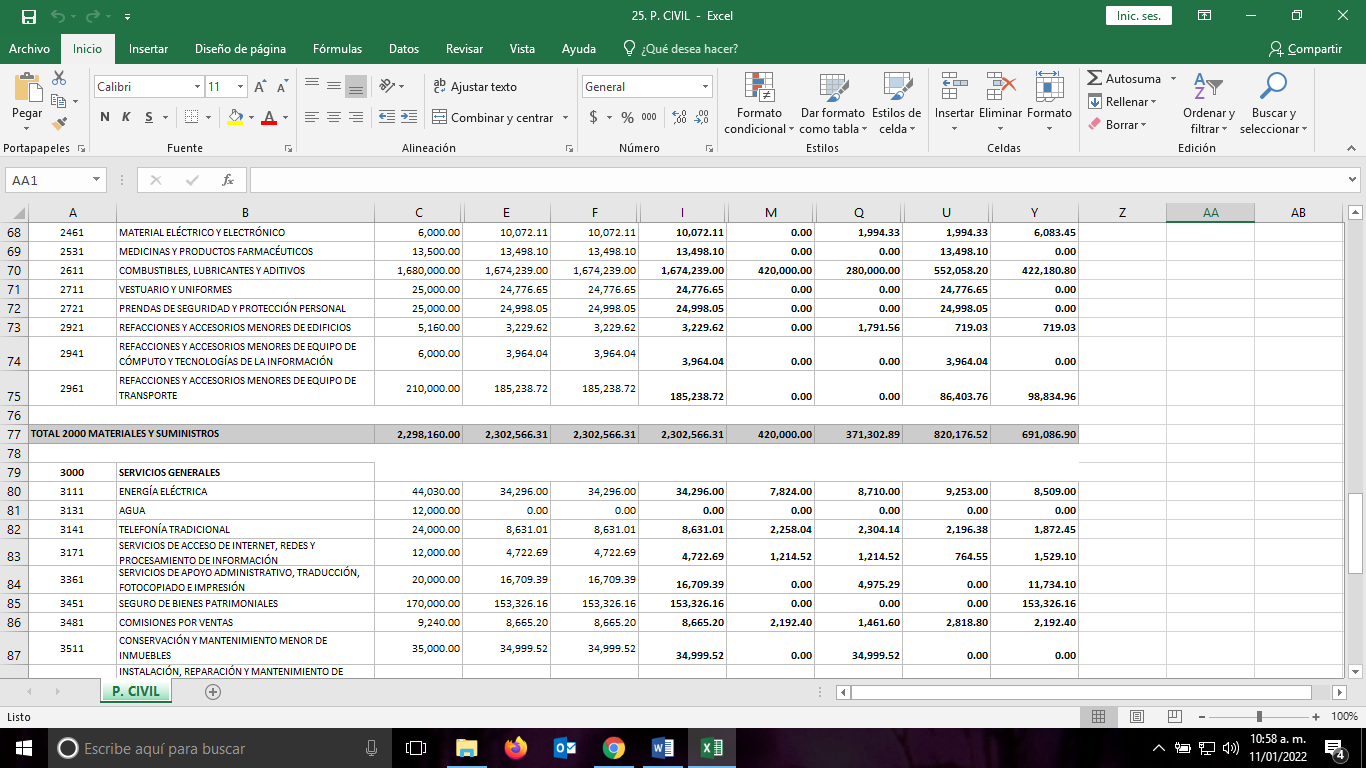 25. P. CIVIL - Excel
Inic. ses.
Archivo Inicio Insertar Diseño de página Fórmulas Datos Revisar Vista Ayuda ¿Qué desea hacer? Compartir
Pegar
Calibri 11
N K S
Ajustar texto
Combinar y centrar
General
$ % 000
Formato condicional
Dar formato como tabla
Estilos de celda
Insertar Eliminar Formato
Autosuma
Rellenar
Borrar
Ordenar y filtrar
Buscar y seleccionar
Portapapeles Fuente Alineación Número Estilos Celdas Edición
AA1 fx
A B C E F I M Q U Y Z AA AB
68 2461 MATERIAL ELÉCTRICO Y ELECTRÓNICO 6,000.00 10,072.11 10,072.11 10,072.11 0.00 1,994.33 1,994.33 6,083.45
69 2531 MEDICINAS Y PRODUCTOS FARMACÉUTICOS 13,500.00 13,498.10 13,498.10 13,498.10 0.00 0.00 13,498.10 0.00
70 2611 COMBUSTIBLES, LUBRICANTES Y ADITIVOS 1,680,000.00 1,674,239.00 1,674,239.00 1,674,239.00 420,000.00 280,000.00 552,058.20 422,180.80
71 2711 VESTUARIO Y UNIFORMES 25,000.00 24,776.65 24,776.65 24,776.65 0.00 0.00 24,776.65 0.00
72 2721 PRENDAS DE SEGURIDAD Y PROTECCIÓN PERSONAL 25,000.00 24,998.05 24,998.05 24,998.05 0.00 0.00 24,998.05 0.00
73 2921 REFACCIONES Y ACCESORIOS MENORES DE EDIFICIOS 5,160.00 3,229.62 3,229.62 3,229.62 0.00 1,791.56 719.03 719.03
REFACCIONES Y ACCESORIOS MENORES DE EQUIPO DE
74 2941 CÓMPUTO Y TECNOLOGÍAS DE LA INFORMACIÓN 6,000.00 3,964.04 3,964.04 3,964.04 0.00 0.00 3,964.04 0.00
REFACCIONES Y ACCESORIOS MENORES DE EQUIPO DE
75 2961 TRANSPORTE 210,000.00 185,238.72 185,238.72 185,238.72 0.00 0.00 86,403.76 98,834.96
76
77 TOTAL 2000 MATERIALES Y SUMINISTROS 2,298,160.00 2,302,566.31 2,302,566.31 2,302,566.31 420,000.00 371,302.89 820,176.52 691,086.90
78
79 3000 SERVICIOS GENERALES
80 3111 ENERGÍA ELÉCTRICA 44,030.00 34,296.00 34,296.00 34,296.00 7,824.00 8,710.00 9,253.00 8,509.00
81 3131 AGUA 12,000.00 0.00 0.00 0.00 0.00 0.00 0.00 0.00
82 3141 TELEFONÍA TRADICIONAL 24,000.00 8,631.01 8,631.01 8,631.01 2,258.04 2,304.14 2,196.38 1,872.45
SERVICIOS DE ACCESO DE INTERNET, REDES Y
83 3171 PROCESAMIENTO DE INFORMACIÓN 12,000.00 4,722.69 4,722.69 4,722.69 1,214.52 1,214.52 764.55 1,529.10
SERVICIOS DE APOYO ADMINISTRATIVO, TRADUCCIÓN,
84 3361 FOTOCOPIADO E IMPRESIÓN 20,000.00 16,709.39 16,709.39 16,709.39 0.00 4,975.29 0.00 11,734.10
85 3451 SEGURO DE BIENES PATRIMONIALES 170,000.00 153,326.16 153,326.16 153,326.16 0.00 0.00 0.00 153,326.16
86 3481 COMISIONES POR VENTAS 9,240.00 8,665.20 8,665.20 8,665.20 2,192.40 1,461.60 2,818.80 2,192.40
CONSERVACIÓN Y MANTENIMIENTO MENOR DE
87 3511 INMUEBLES 35,000.00 34,999.52 34,999.52 34,999.52 0.00 34,999.52 0.00 0.00
INSTALACIÓN, REPARACIÓN Y MANTENIMIENTO DE
P. CIVIL
Listo 100%
Escribe aquí para buscar
10:58 a. m.
11/01/2022
4